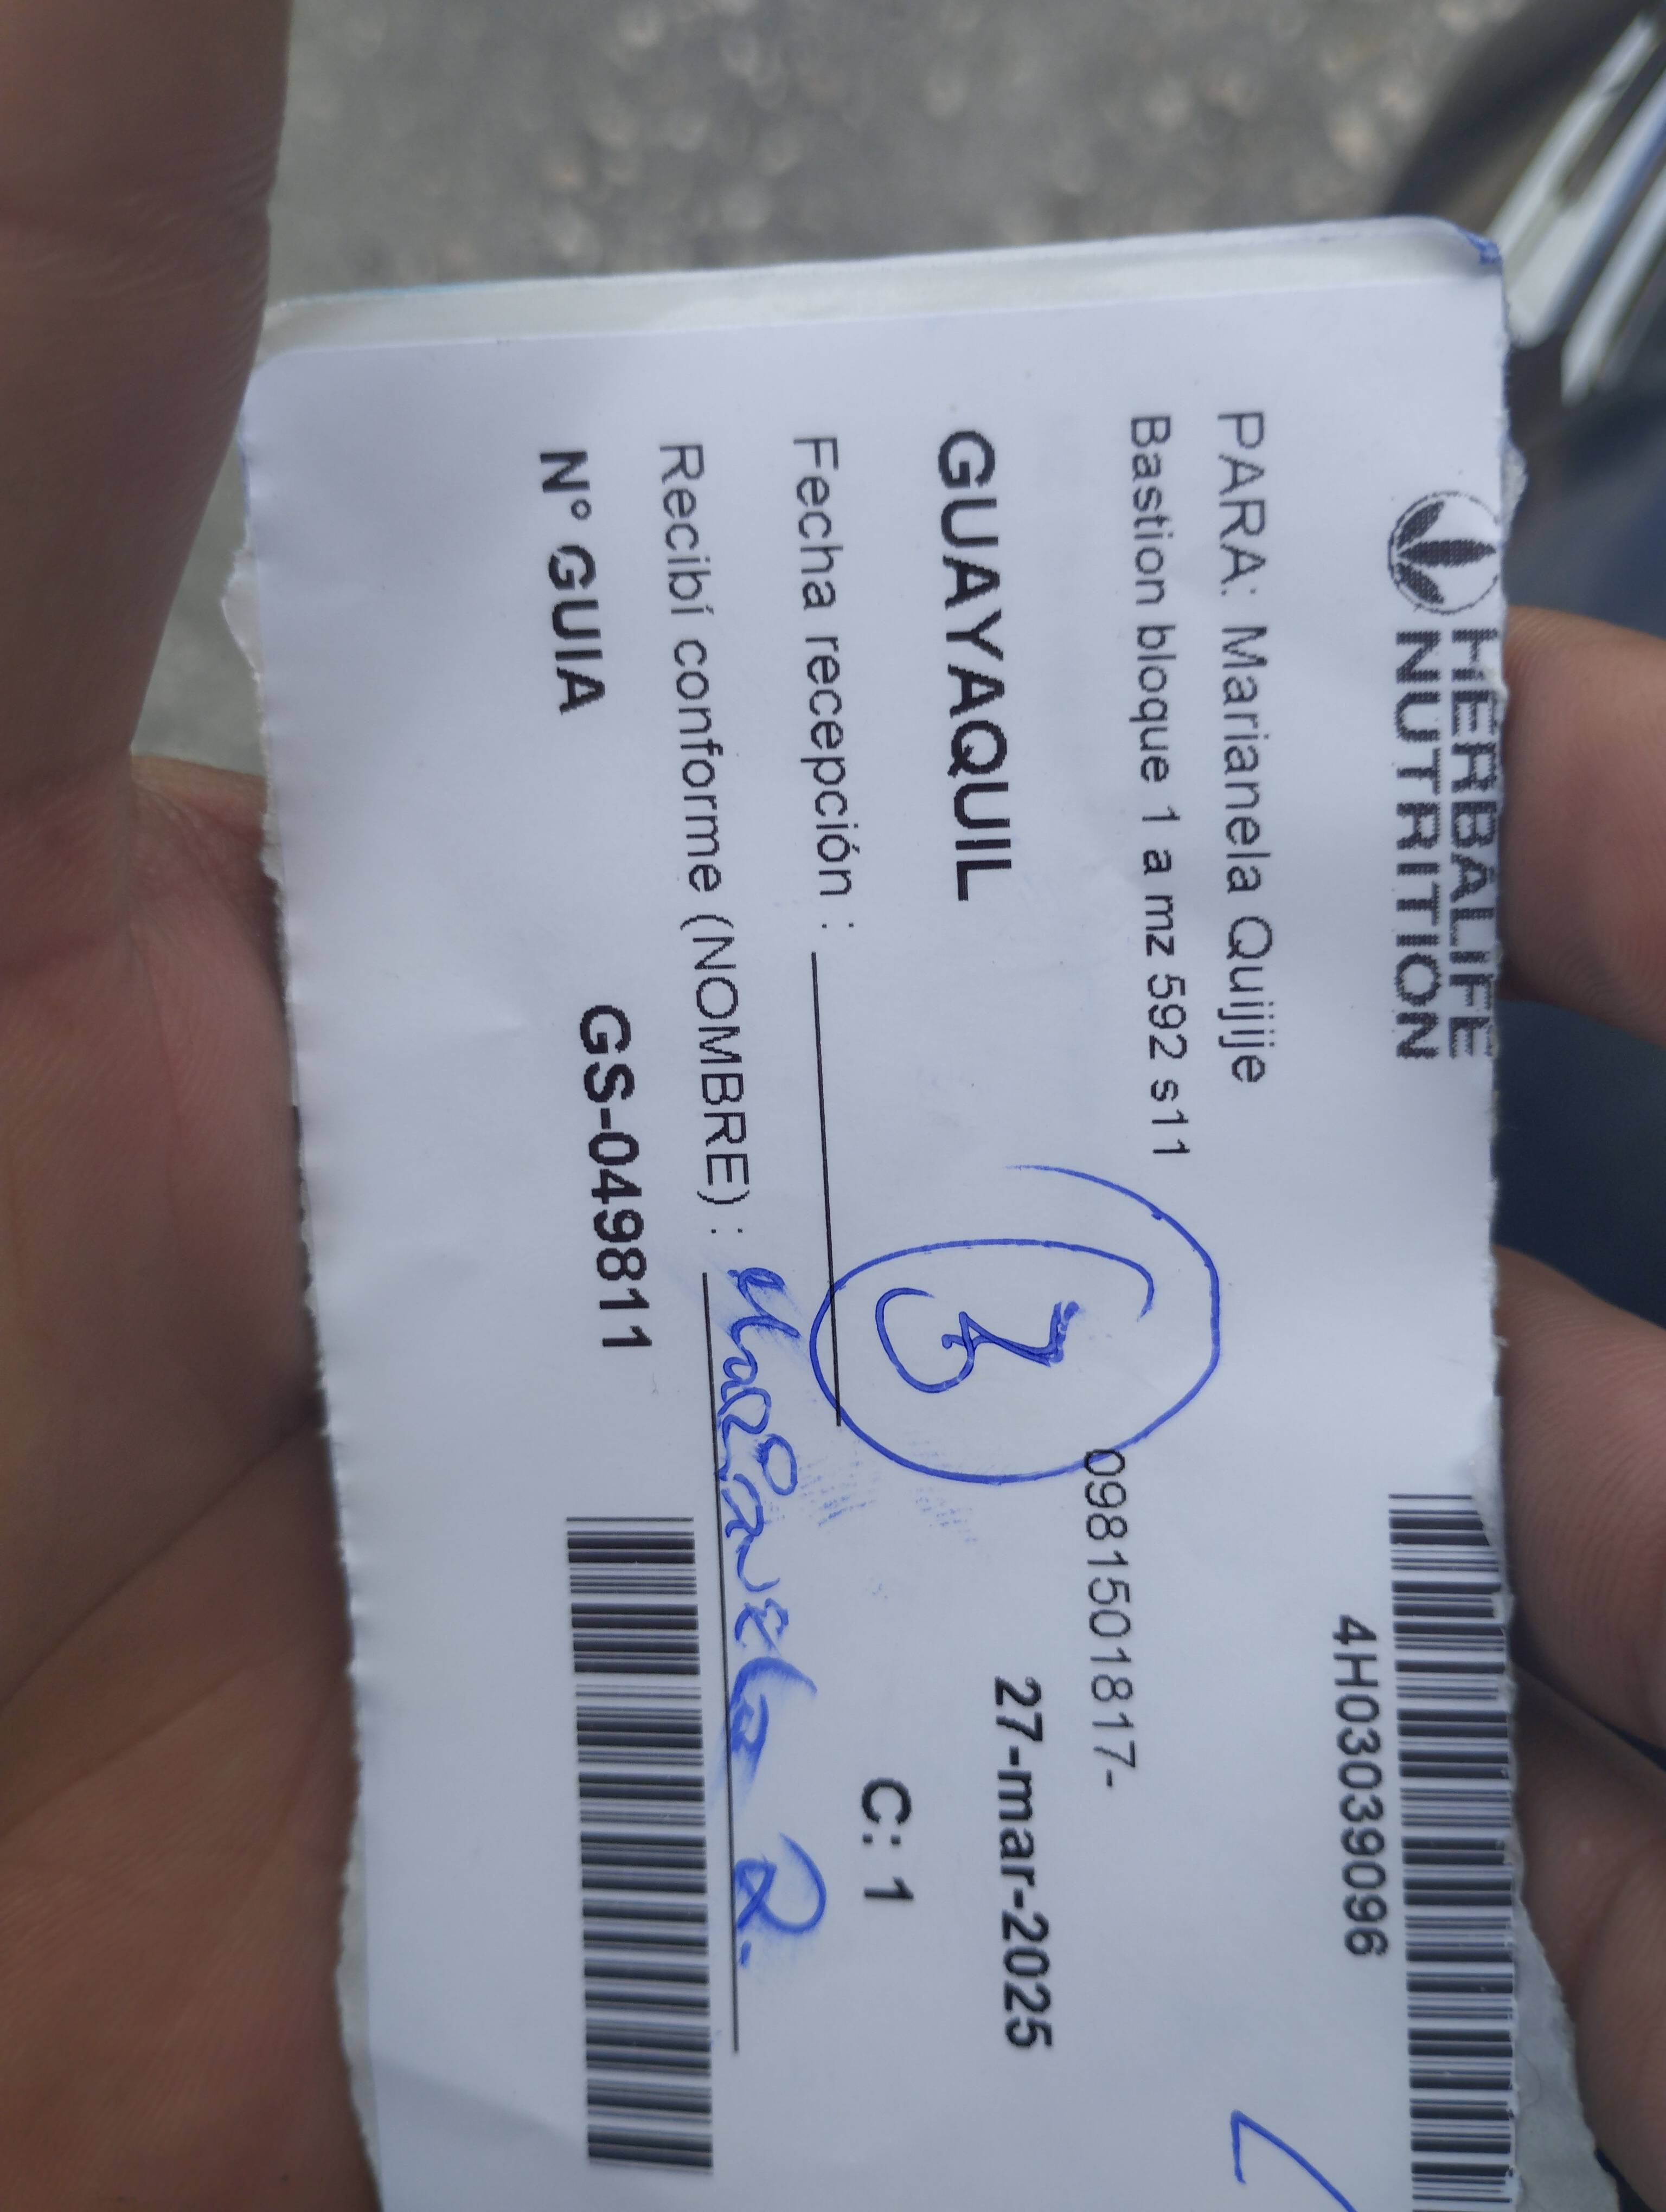 HERBALIFE
NUTRITION
4H03039096
PARA: Marianela Quijije
Bastion bloque 1 a mz 592 s11
0981501817-
GUAYAQUIL
3
27-mar-2025
Fecha recepción :
C: 1
Recibí conforme (NOMBRE) : Marianela Q.
N° GUIA
GS-049811